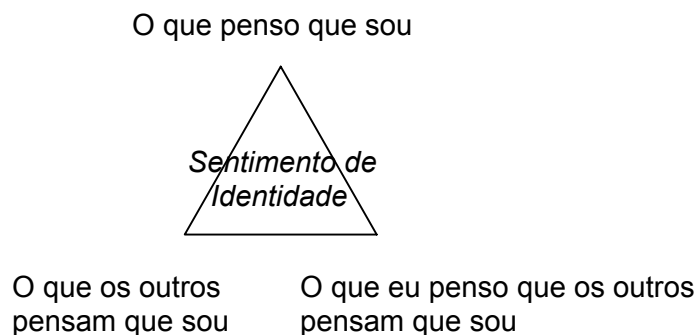 O que penso que sou
Sentimento de
Identidade
O que os outros
pensam que sou
O que eu penso que os outros
pensam que sou